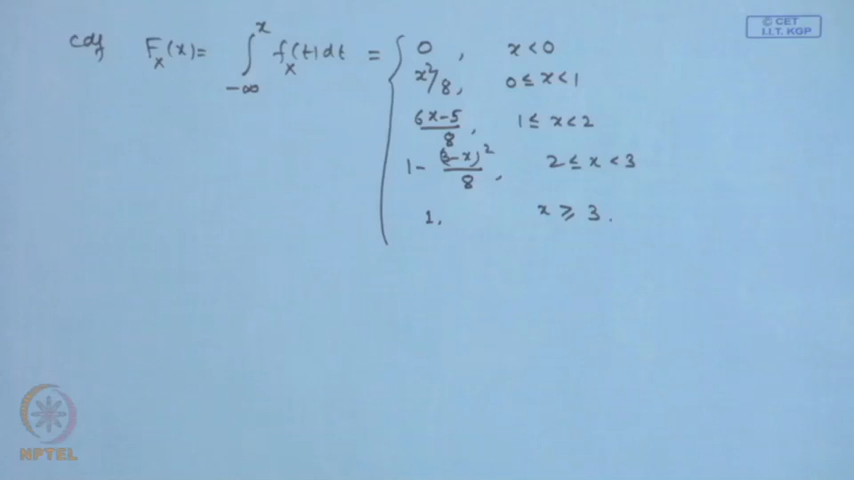 © CET
I.I.T. KGP
cdf F_X(x) = ∫_{-∞}^{x} f_X(t) dt = { 0, x < 0
x²/8, 0 ≤ x < 1
(6x-5)/8, 1 ≤ x < 2
1 - (3-x)²/8, 2 ≤ x < 3
1. x ≥ 3.
NPTEL